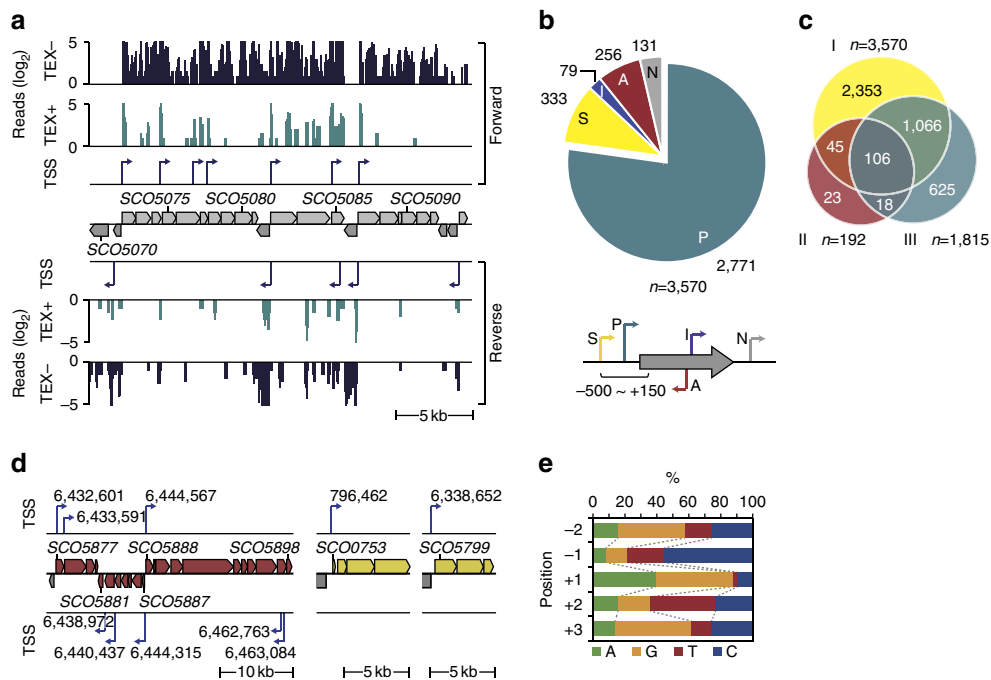 a
Reads (log2)
TEX−
5
0
TEX+
5
0
TSS
Forward
SCO5075
SCO5080
SCO5085
SCO5090
SCO5070
TSS
Reverse
Reads (log2)
TEX+
0
−5
TEX−
0
−5
5 kb
b
131
256
79
333
N
A
I
S
P
2,771
n=3,570
S
P
I
N
A
−500 ~ +150
c
I n=3,570
2,353
1,066
45
106
625
23
18
II n=192
III n=1,815
d
TSS
6,432,601
6,433,591
6,444,567
796,462
6,338,652
SCO5877
SCO5888
SCO5898
SCO0753
SCO5799
SCO5881
SCO5887
TSS
6,438,972
6,440,437
6,444,315
6,462,763
6,463,084
10 kb
5 kb
5 kb
e
%
0 20 40 60 80 100
Position
−2
−1
+1
+2
+3
A G T C